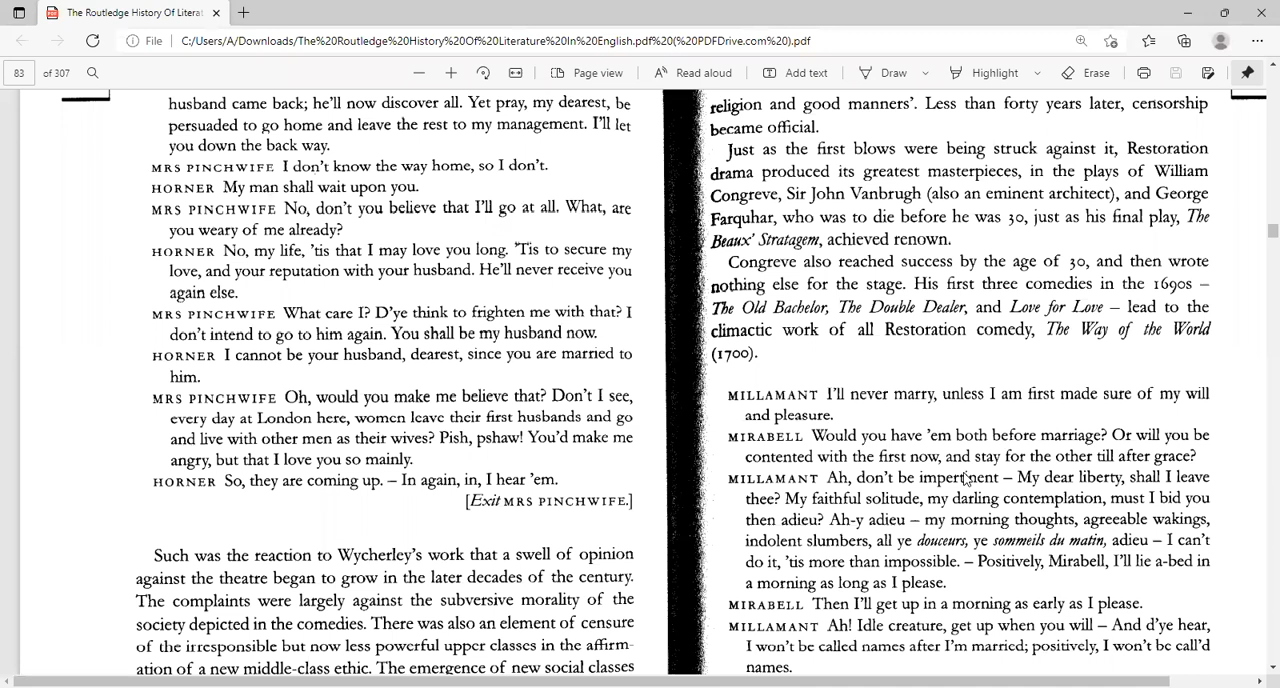 The Routledge History Of Literat
File C:/Users/A/Downloads/The%20Routledge%20History%20Of%20Literature%20In%20English.pdf%20(%20PDFDrive.com%20).pdf
83 of 307 Page view Read aloud Add text Draw Highlight Erase
husband came back; he'll now discover all. Yet pray, my dearest, be
persuaded to go home and leave the rest to my management. I'll let
you down the back way.
MRS PINCHWIFE I don't know the way home, so I don't.
HORNER My man shall wait upon you.
MRS PINCHWIFE No, don't you believe that I'll go at all. What, are
you weary of me already?
HORNER No, my life, 'tis that I may love you long. 'Tis to secure my
love, and your reputation with your husband. He'll never receive you
again else.
MRS PINCHWIFE What care I? D'ye think to frighten me with that? I
don't intend to go to him again. You shall be my husband now.
HORNER I cannot be your husband, dearest, since you are married to
him.
MRS PINCHWIFE Oh, would you make me believe that? Don't I see,
every day at London here, women leave their first husbands and go
and live with other men as their wives? Pish, pshaw! You'd make me
angry, but that I love you so mainly.
HORNER So, they are coming up. – In again, in, I hear 'em.
[Exit MRS PINCHWIFE.]
Such was the reaction to Wycherley's work that a swell of opinion
against the theatre began to grow in the later decades of the century.
The complaints were largely against the subversive morality of the
society depicted in the comedies. There was also an element of censure
of the irresponsible but now less powerful upper classes in the affirm-
ation of a new middle-class ethic. The emergence of new social classes
religion and good manners'. Less than forty years later, censorship
became official.
Just as the first blows were being struck against it, Restoration
drama produced its greatest masterpieces, in the plays of William
Congreve, Sir John Vanbrugh (also an eminent architect), and George
Farquhar, who was to die before he was 30, just as his final play, The
Beaux' Stratagem, achieved renown.
Congreve also reached success by the age of 30, and then wrote
nothing else for the stage. His first three comedies in the 1690s –
The Old Bachelor, The Double Dealer, and Love for Love – lead to the
climactic work of all Restoration comedy, The Way of the World
(1700).
MILLAMANT I'll never marry, unless I am first made sure of my will
and pleasure.
MIRABELL Would you have 'em both before marriage? Or will you be
contented with the first now, and stay for the other till after grace?
MILLAMANT Ah, don't be impertinent – My dear liberty, shall I leave
thee? My faithful solitude, my darling contemplation, must I bid you
then adieu? Ah-y adieu – my morning thoughts, agreeable wakings,
indolent slumbers, all ye douceurs, ye sommeils du matin, adieu – I can't
do it, 'tis more than impossible. – Positively, Mirabell, I'll lie a-bed in
a morning as long as I please.
MIRABELL Then I'll get up in a morning as early as I please.
MILLAMANT Ah! Idle creature, get up when you will – And d'ye hear,
I won't be called names after I'm married; positively, I won't be call'd
names.